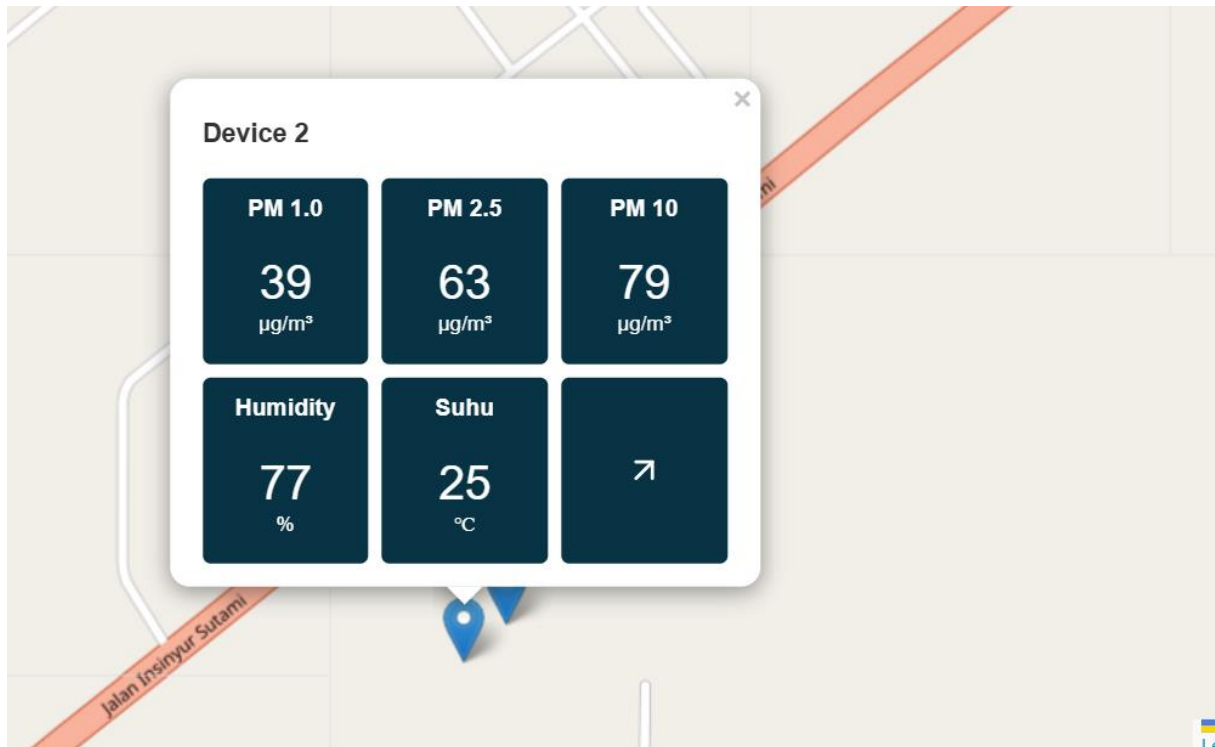 Device 2
×
PM 1.0
39
µg/m³
PM 2.5
63
µg/m³
PM 10
79
µg/m³
Humidity
77
%
Suhu
25
°C
Jalan Insinyur Sutami